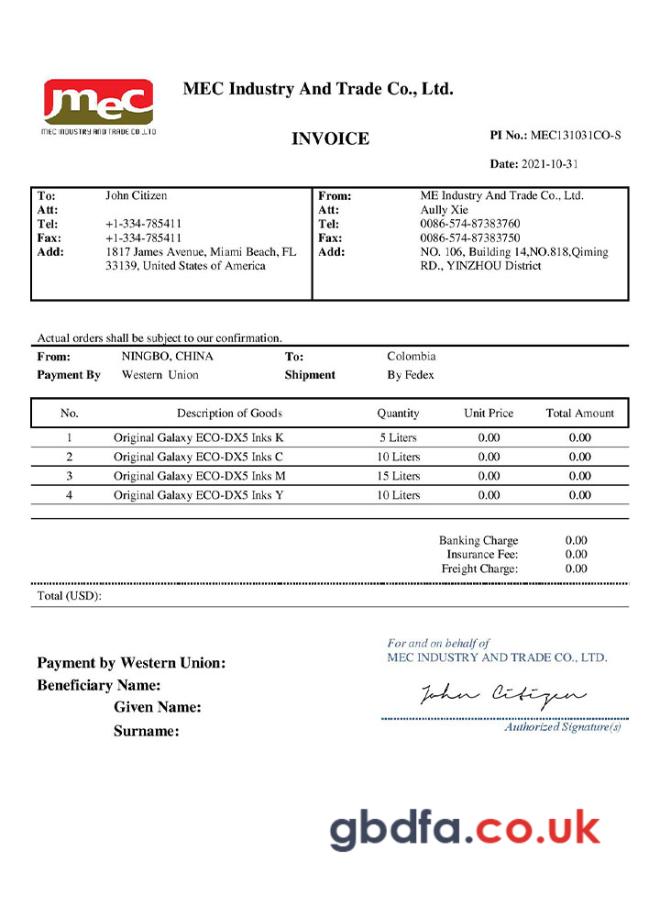 mec
MEC INDUSTRY AND TRADE CO.,LTD
MEC Industry And Trade Co., Ltd.
INVOICE
PI No.: MEC131031CO-S
Date: 2021-10-31
To: John Citizen
Att:
Tel: +1-334-785411
Fax: +1-334-785411
Add: 1817 James Avenue, Miami Beach, FL
33139, United States of America
From: ME Industry And Trade Co., Ltd.
Att: Aully Xie
Tel: 0086-574-87383760
Fax: 0086-574-87383750
Add: NO. 106, Building 14,NO.818,Qiming
RD., YINZHOU District
Actual orders shall be subject to our confirmation.
From: NINGBO, CHINA To: Colombia
Payment By Western Union Shipment By Fedex
No. Description of Goods Quantity Unit Price Total Amount
1 Original Galaxy ECO-DX5 Inks K 5 Liters 0.00 0.00
2 Original Galaxy ECO-DX5 Inks C 10 Liters 0.00 0.00
3 Original Galaxy ECO-DX5 Inks M 15 Liters 0.00 0.00
4 Original Galaxy ECO-DX5 Inks Y 10 Liters 0.00 0.00
Banking Charge 0.00
Insurance Fee: 0.00
Freight Charge: 0.00
Total (USD):
For and on behalf of
MEC INDUSTRY AND TRADE CO., LTD.
John Citizen
Authorized Signature(s)
Payment by Western Union:
Beneficiary Name:
Given Name:
Surname:
gbdfa.co.uk